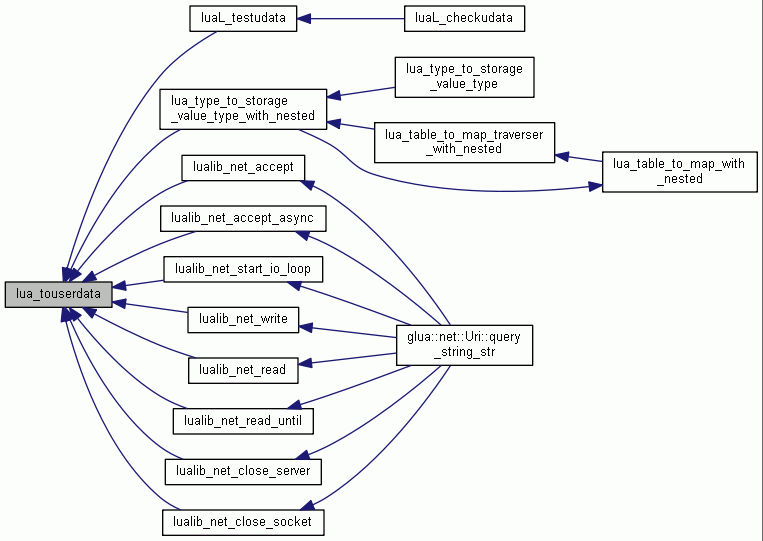 luaL_testudata
luaL_checkudata
lua_type_to_storage
_value_type
lua_type_to_storage
_value_type_with_nested
lua_table_to_map_traverser
_with_nested
lua_table_to_map_with
_nested
lualib_net_accept
lualib_net_accept_async
lualib_net_start_io_loop
lua_touserdata
lualib_net_write
glua::net::Uri::query
_string_str
lualib_net_read
lualib_net_read_until
lualib_net_close_server
lualib_net_close_socket